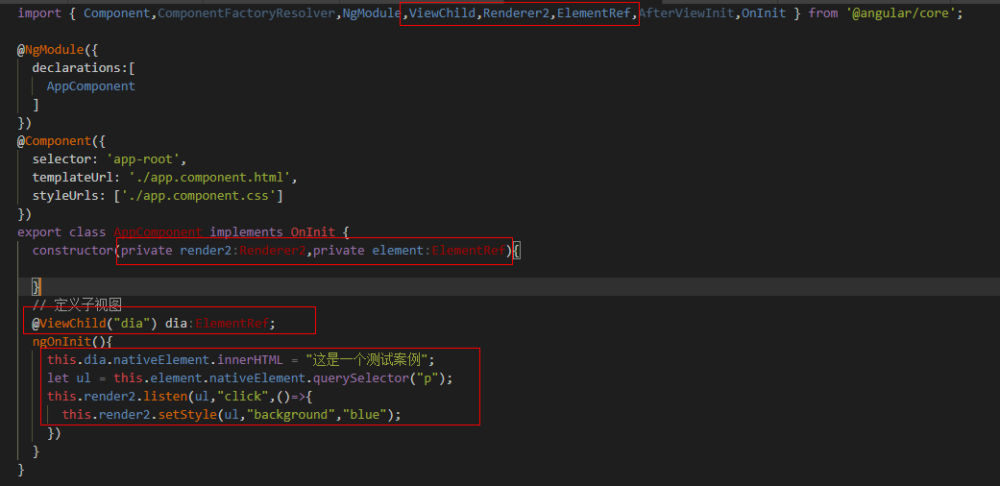 import { Component,ComponentFactoryResolver,NgModule,ViewChild,Renderer2,ElementRef,AfterViewInit,OnInit } from '@angular/core';
@NgModule({
declarations:[
AppComponent
]
})
@Component({
selector: 'app-root',
templateUrl: './app.component.html',
styleUrls: ['./app.component.css']
})
export class AppComponent implements OnInit {
constructor(private render2:Renderer2,private element:ElementRef){
}
// 定义子视图
@ViewChild("dia") dia:ElementRef;
ngOnInit(){
this.dia.nativeElement.innerHTML = "这是一个测试案例";
let ul = this.element.nativeElement.querySelector("p");
this.render2.listen(ul,"click",()=>{
this.render2.setStyle(ul,"background","blue");
})
}
}